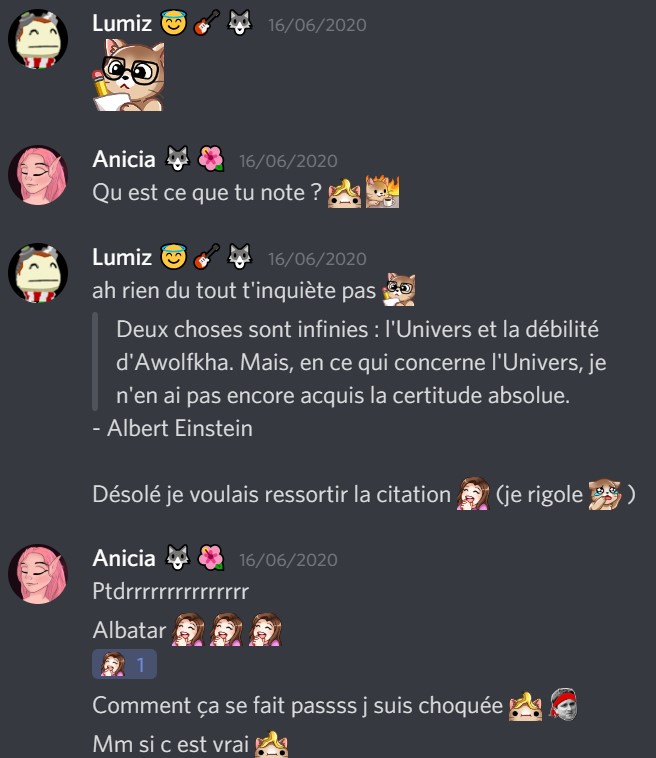 Lumiz 😇 🎸 🐺 16/06/2020
Anicia 🐺 🌺 16/06/2020
Qu est ce que tu note ?
Lumiz 😇 🎸 🐺 16/06/2020
ah rien du tout t'inquiète pas
Deux choses sont infinies : l'Univers et la débilité
d'Awolfkha. Mais, en ce qui concerne l'Univers, je
n'en ai pas encore acquis la certitude absolue.
- Albert Einstein
Désolé je voulais ressortir la citation (je rigole )
Anicia 🐺 🌺 16/06/2020
Ptdrrrrrrrrrrrrrrr
Albatar
1
Comment ça se fait passss j suis choquée
Mm si c est vrai